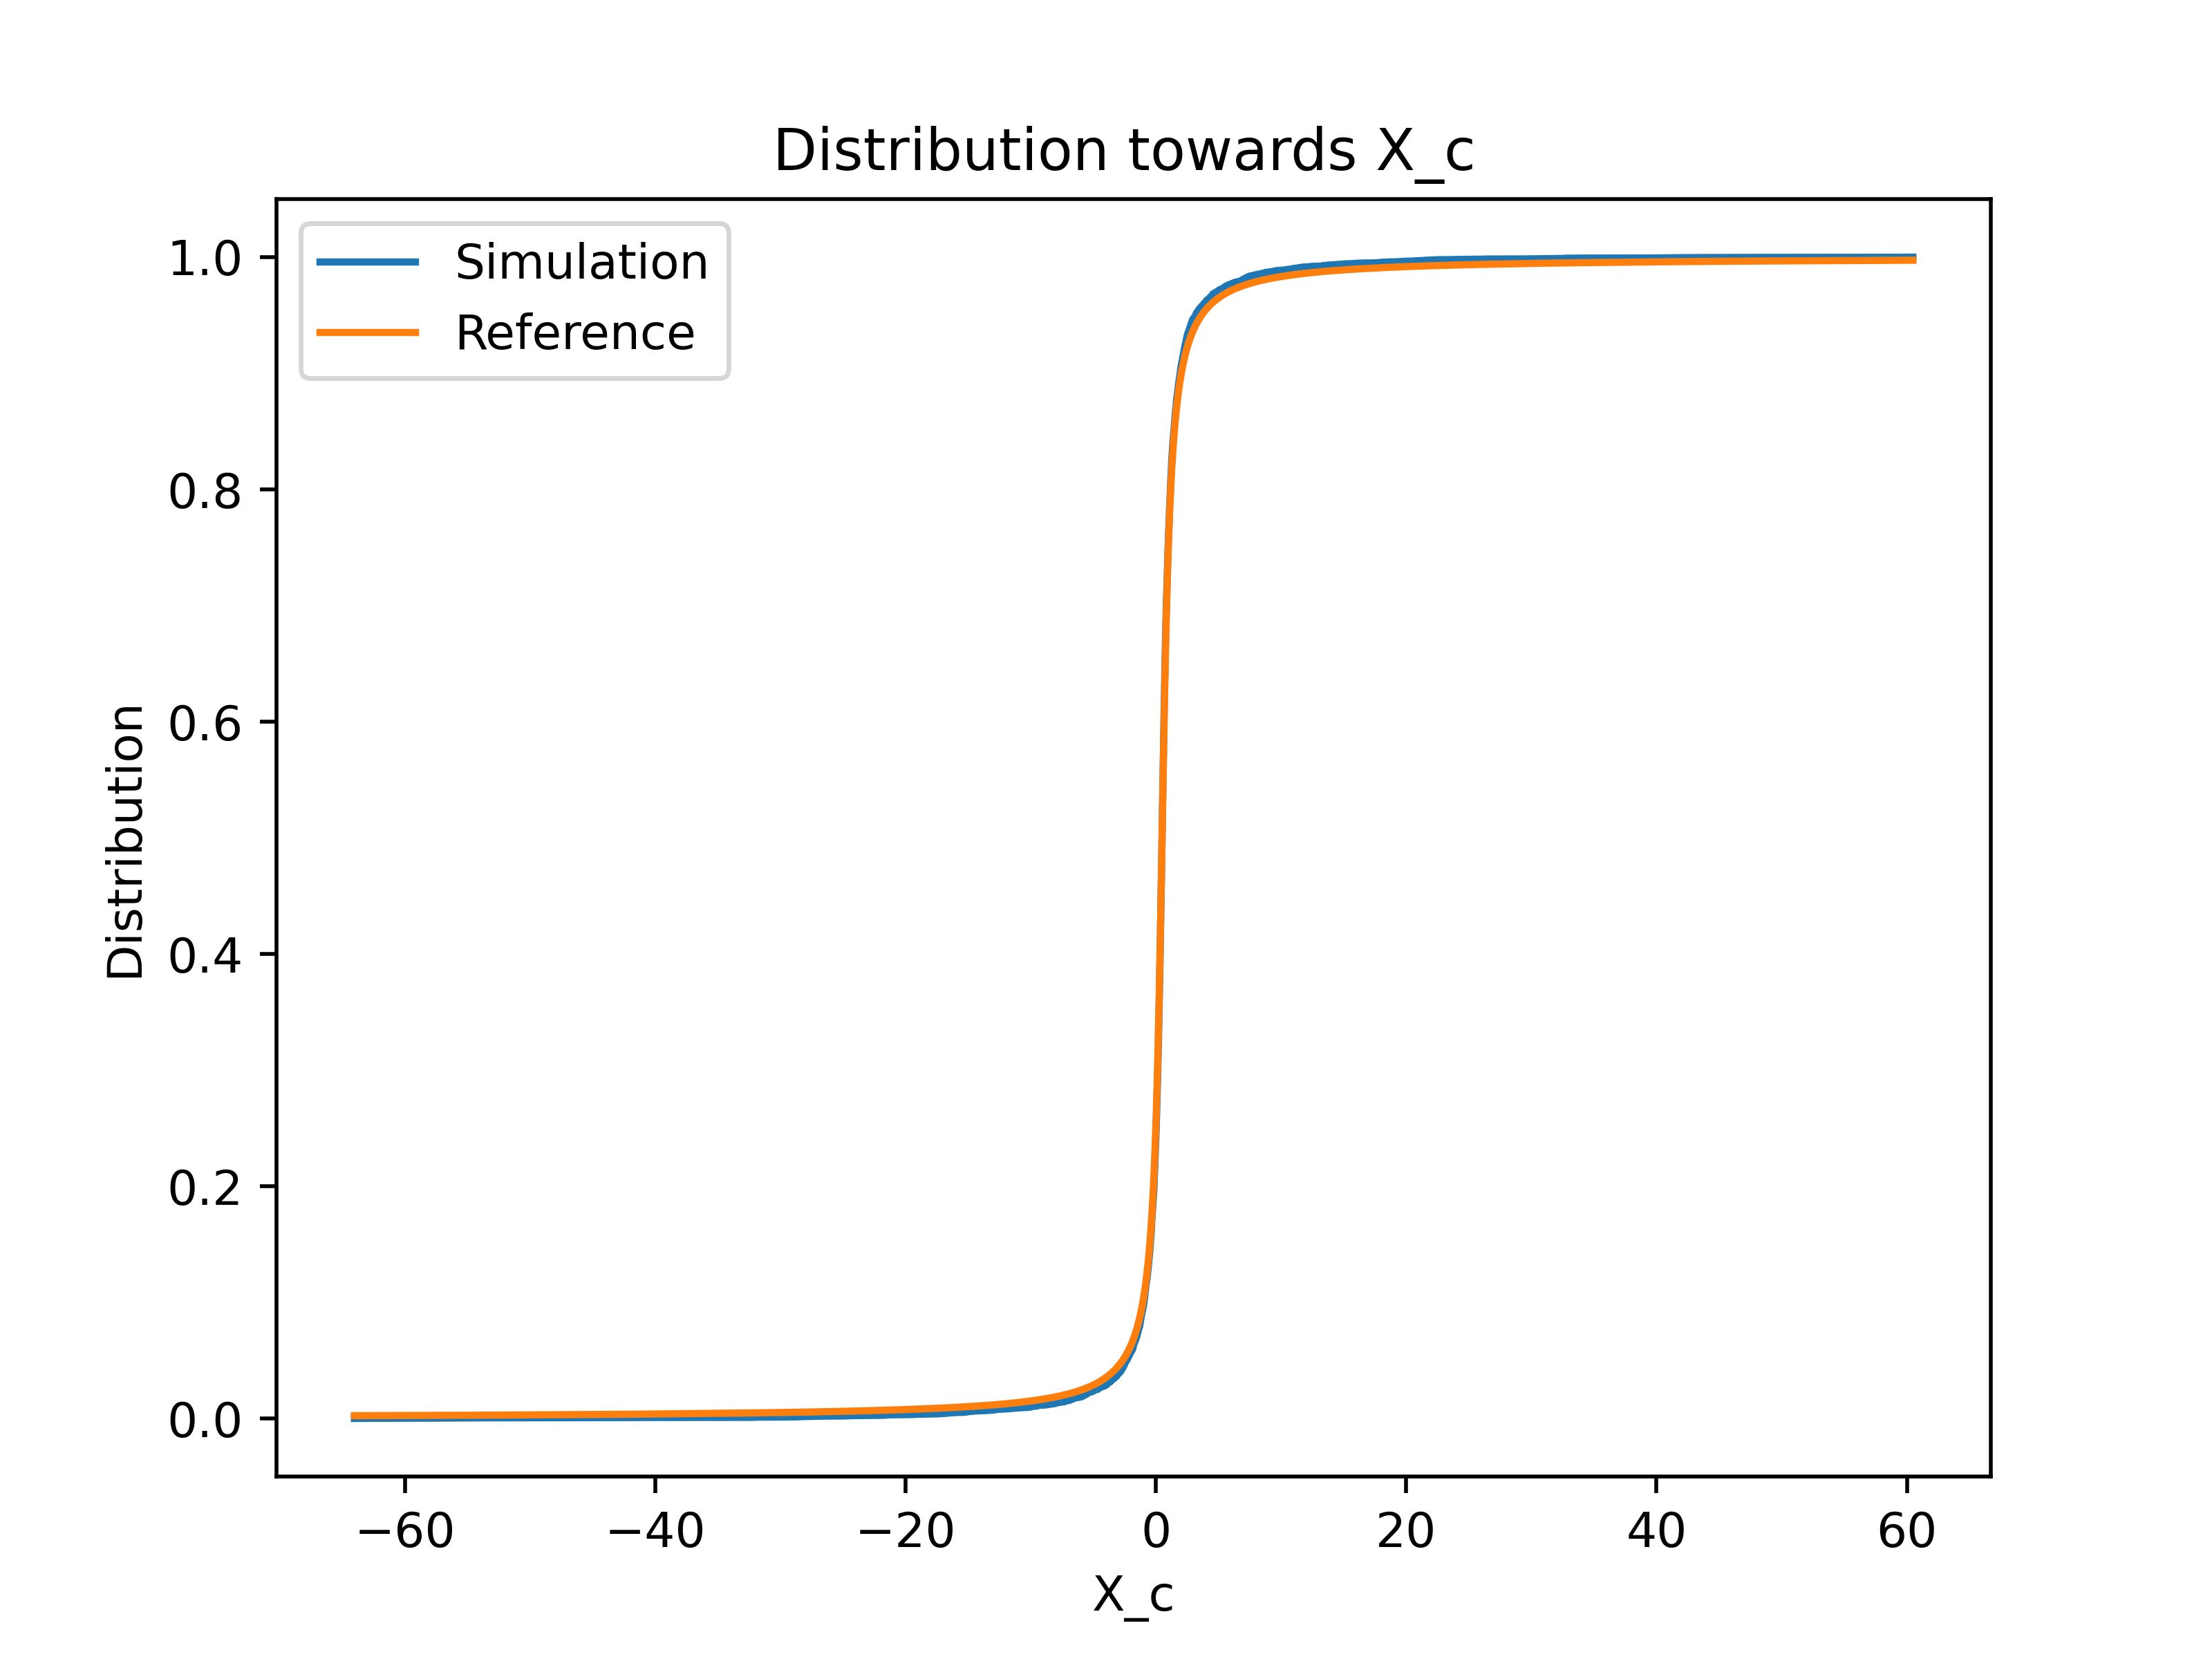 Distribution towards X_c
Simulation
Reference
1.0
0.8
0.6
0.4
0.2
0.0
Distribution
−60 −40 −20 0 20 40 60
X_c